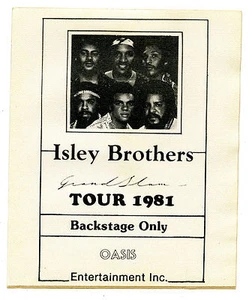 Isley Brothers
Grand Slam
TOUR 1981
Backstage Only
OASIS
Entertainment Inc.